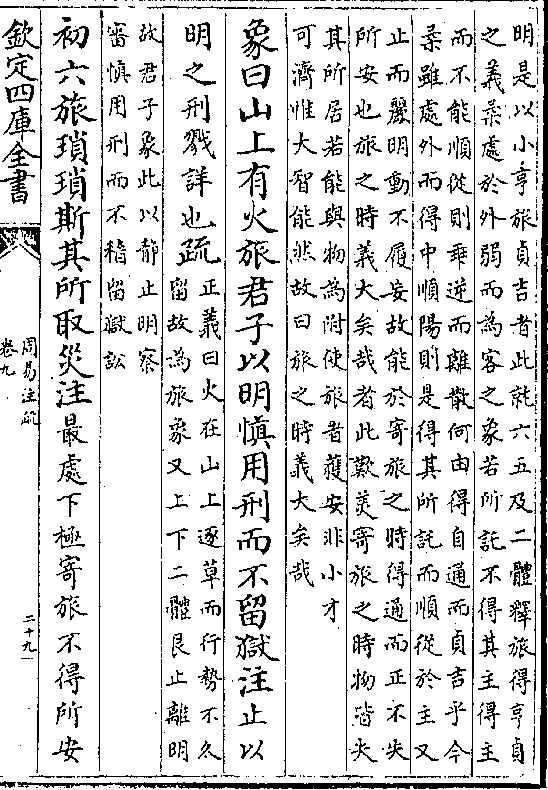 明是以小亨旅貞吉者此就六五及二體釋旅得亨貞
之義柔處於外弱而為客之象若所託不得其主得主
而不能順從則乖逆而離散何由得自通而貞吉乎今
柔雖處外而得中順陽則是得其所託而順從於主又
止而麗明動不履妄故能於寄旅之時得通而正不失
所安也旅之時義大矣哉者此歎美寄旅之時物皆失
其所居若能與物為附使旅者獲安非小才
可濟惟大智能然故曰旅之時義大矣哉
象曰山上有火旅君子以明慎用刑而不留獄注止以
明之刑戮詳也疏
正義曰火在山上逐草而行勢不久
留故為旅象又上下二體艮止離明
故君子象此以靜止明察
審慎用刑而不稽留獄訟
初六旅瑣瑣斯其所取災注最處下極寄旅不得所安
欽定四庫全書
周易注疏
卷九
二十九